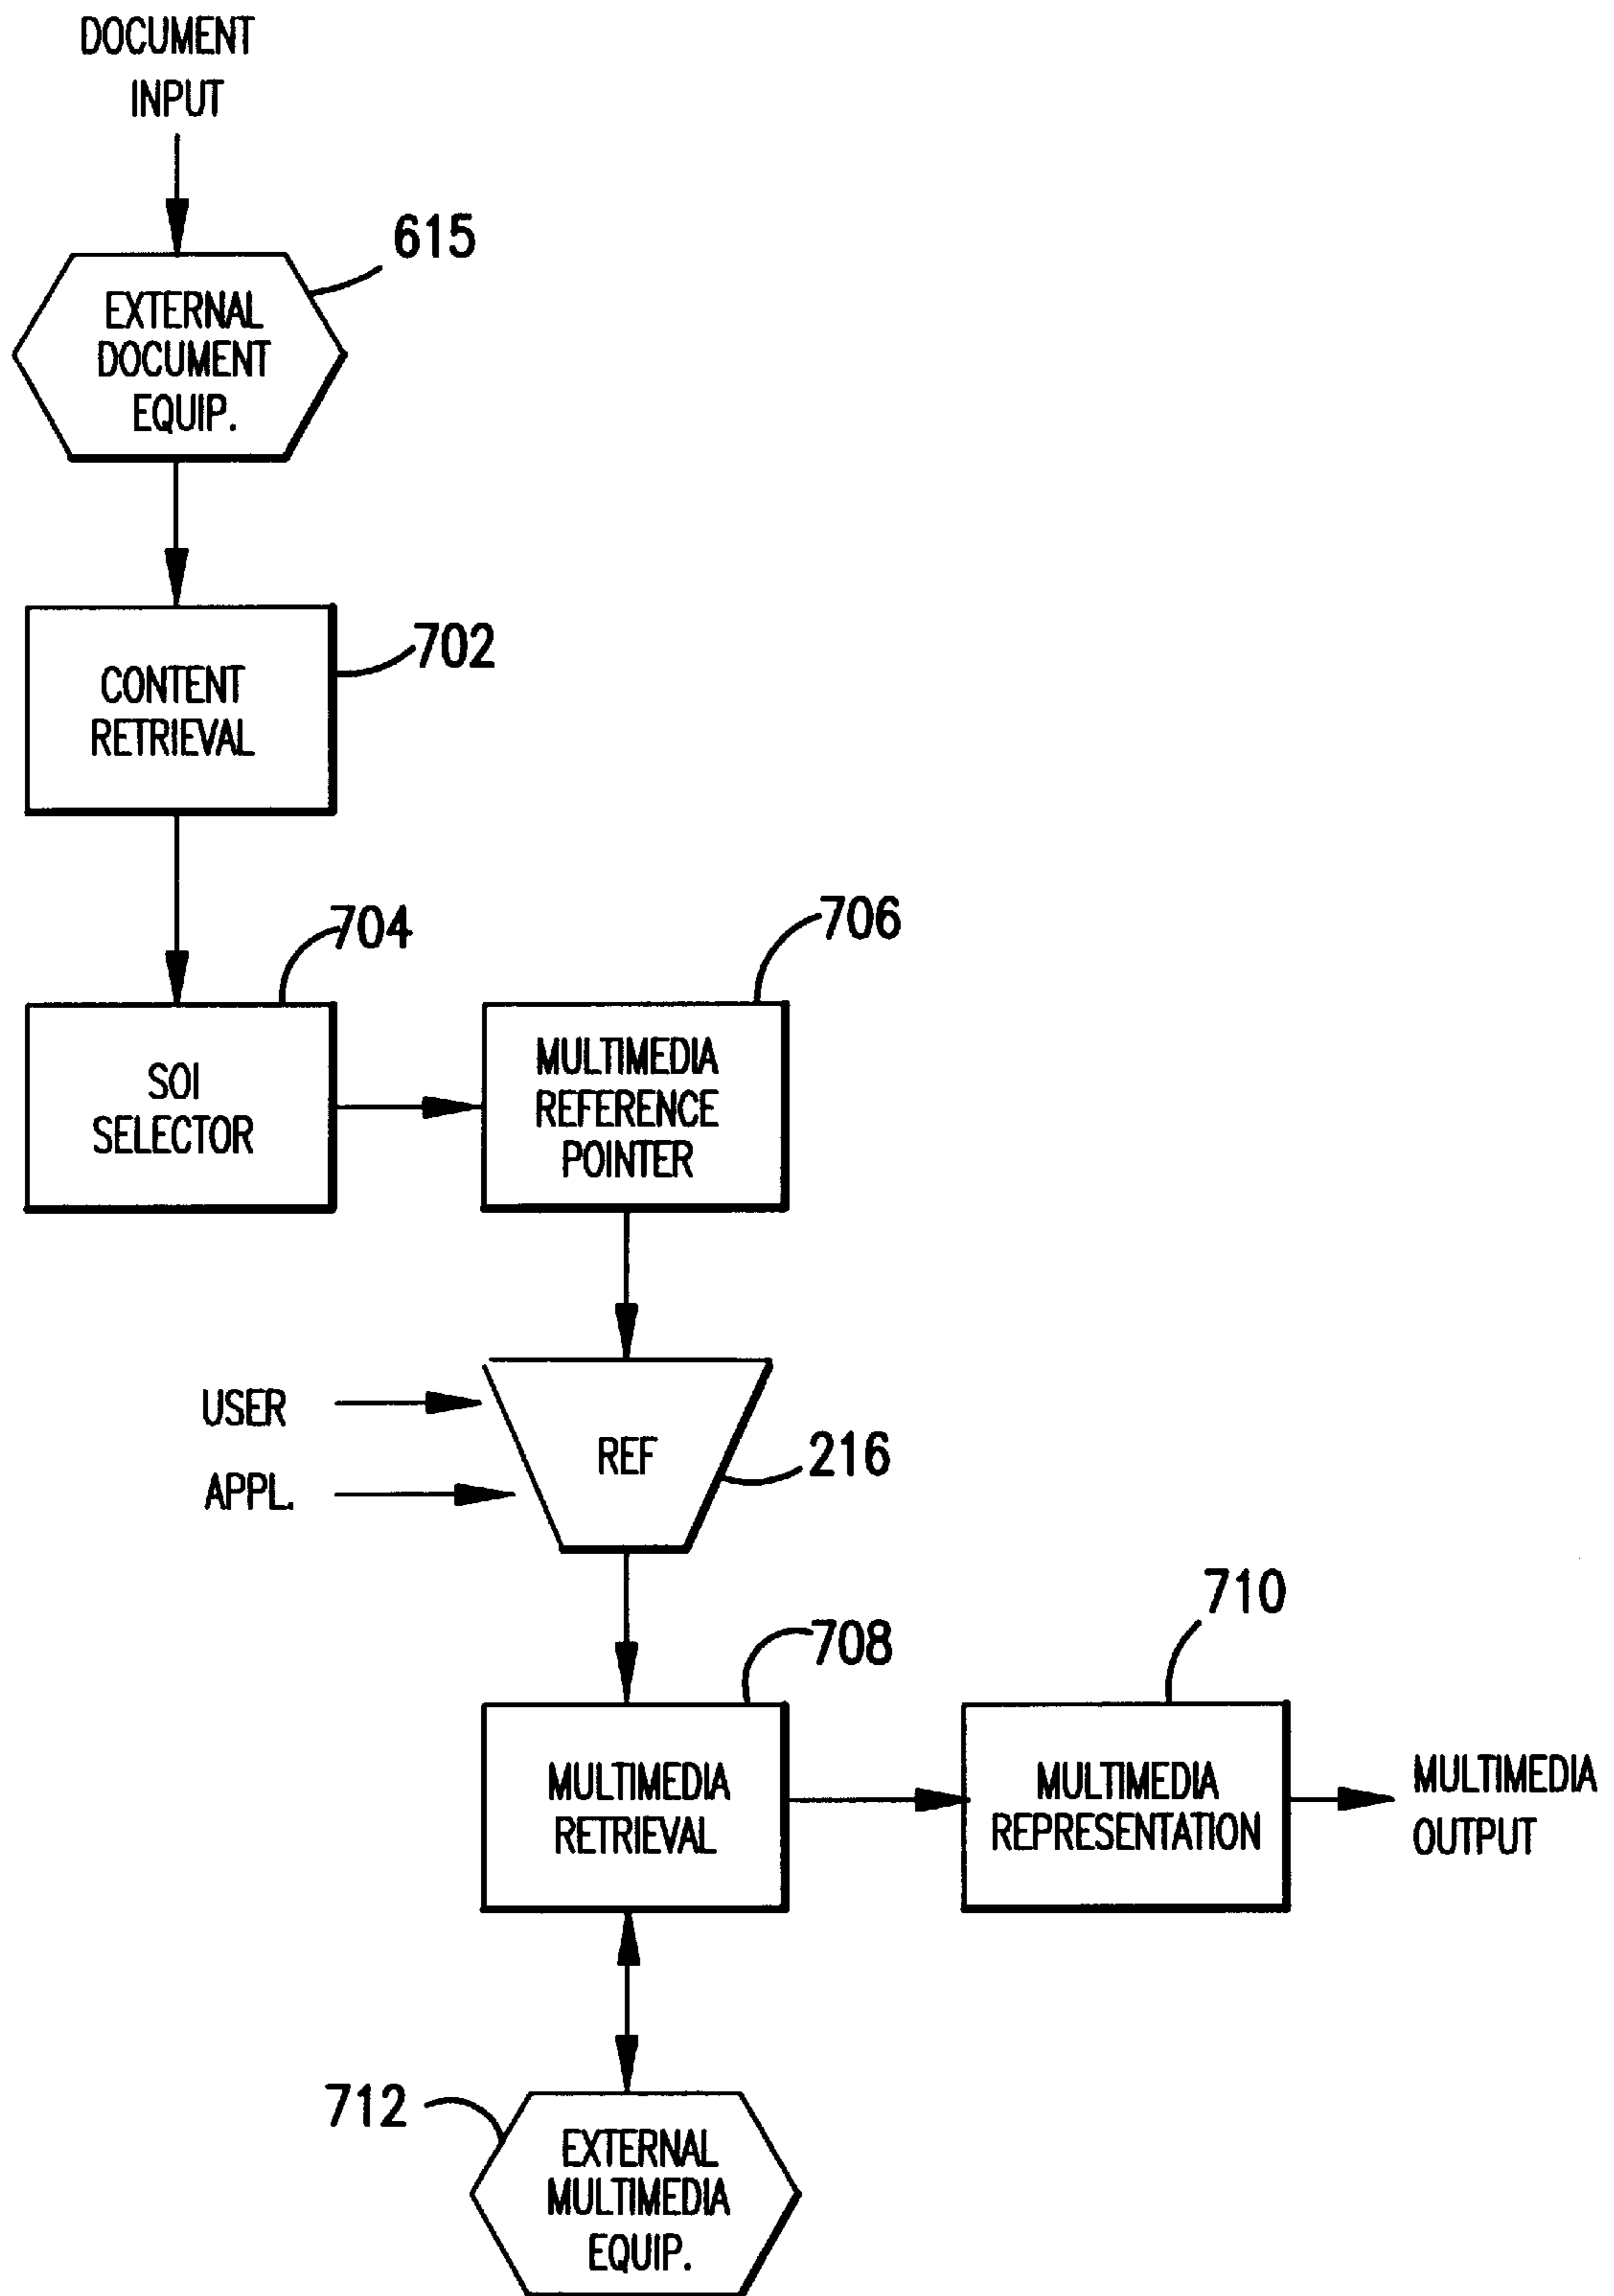 DOCUMENT
INPUT
615
EXTERNAL
DOCUMENT
EQUIP.
702
CONTENT
RETRIEVAL
704
706
SOI
SELECTOR
MULTIMEDIA
REFERENCE
POINTER
USER
APPL.
REF
216
708
710
MULTIMEDIA
RETRIEVAL
MULTIMEDIA
REPRESENTATION
MULTIMEDIA
OUTPUT
712
EXTERNAL
MULTIMEDIA
EQUIP.